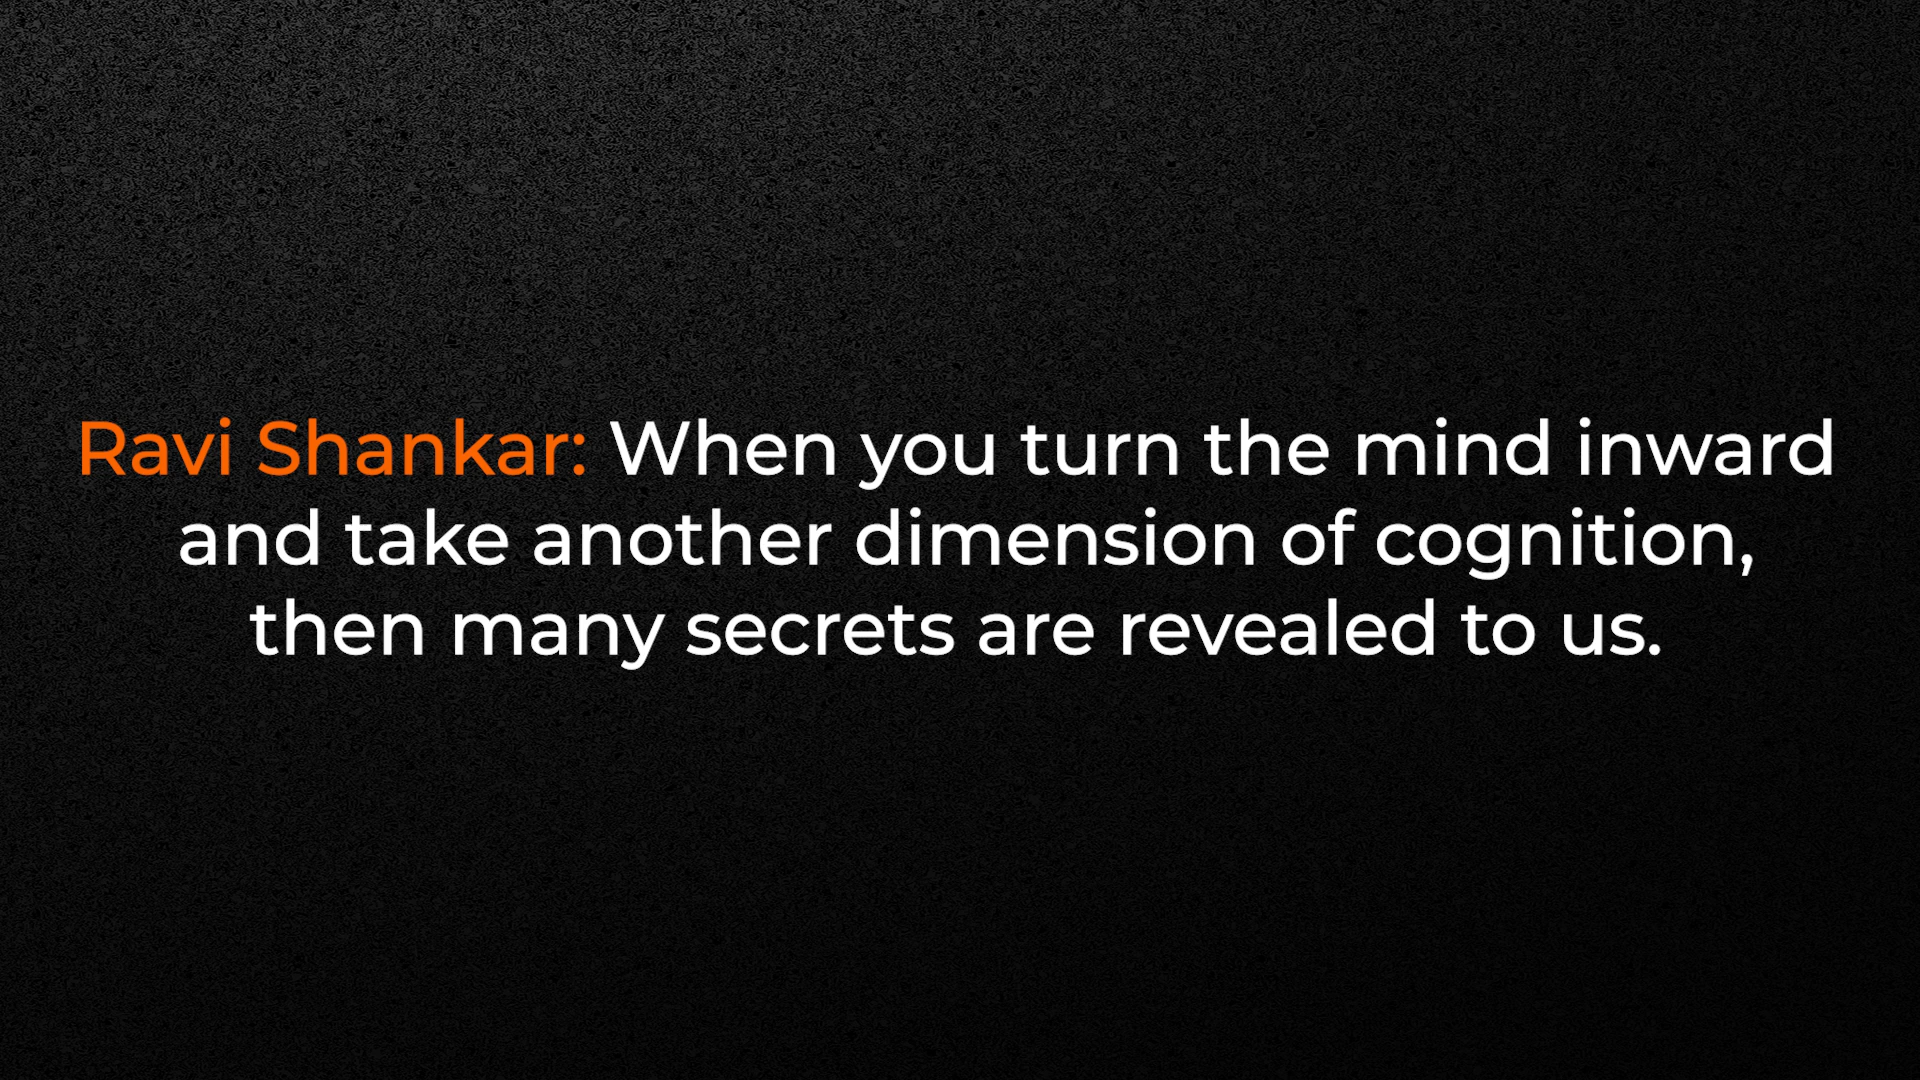 Ravi Shankar: When you turn the mind inward
and take another dimension of cognition,
then many secrets are revealed to us.